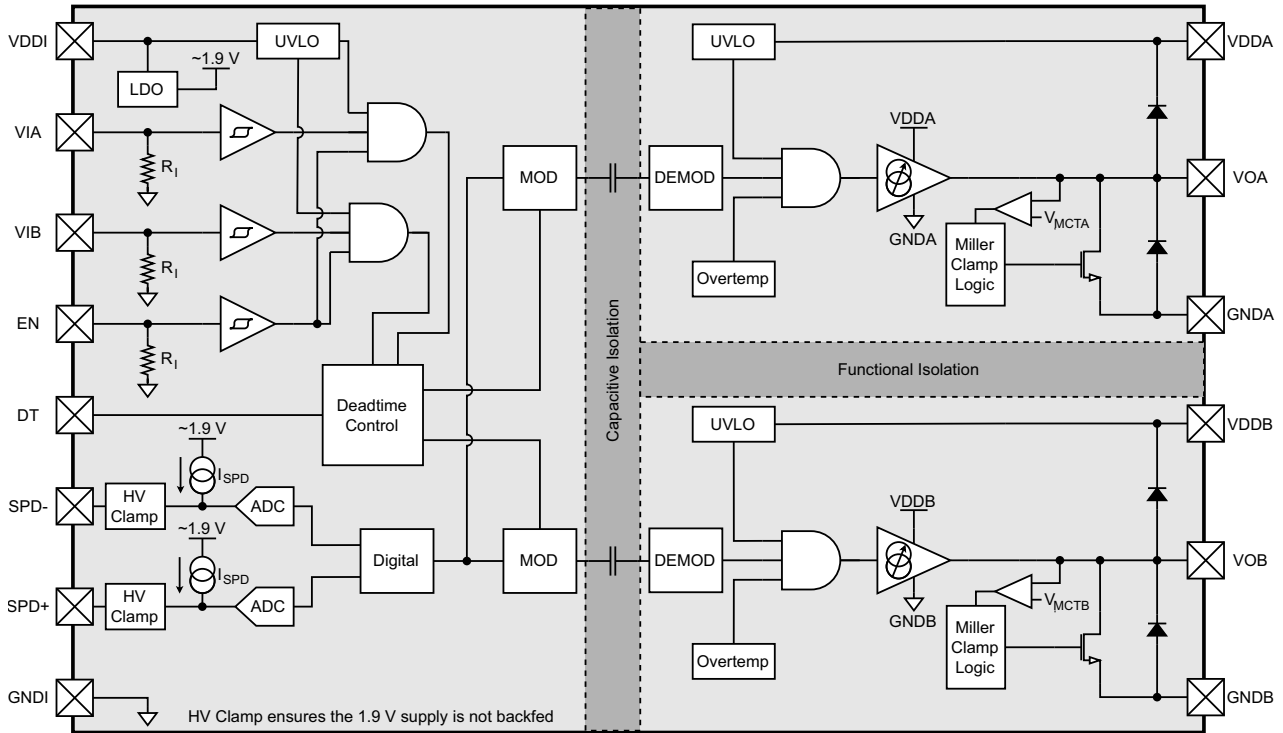 VDDI
UVLO
~1.9 V
LDO
VIA
R_I
VIB
R_I
EN
R_I
DT
Deadtime
Control
~1.9 V
I_SPD
SPD-
HV
Clamp
ADC
~1.9 V
I_SPD
SPD+
HV
Clamp
ADC
Digital
MOD
MOD
GNDI
HV Clamp ensures the 1.9 V supply is not backfed
Capacitive Isolation
UVLO
VDDA
DEMOD
VDDA
GNDA
VOA
V_MCTA
Miller
Clamp
Logic
Overtemp
GNDA
Functional Isolation
UVLO
VDDB
DEMOD
VDDB
GNDB
VOB
V_MCTB
Miller
Clamp
Logic
Overtemp
GNDB